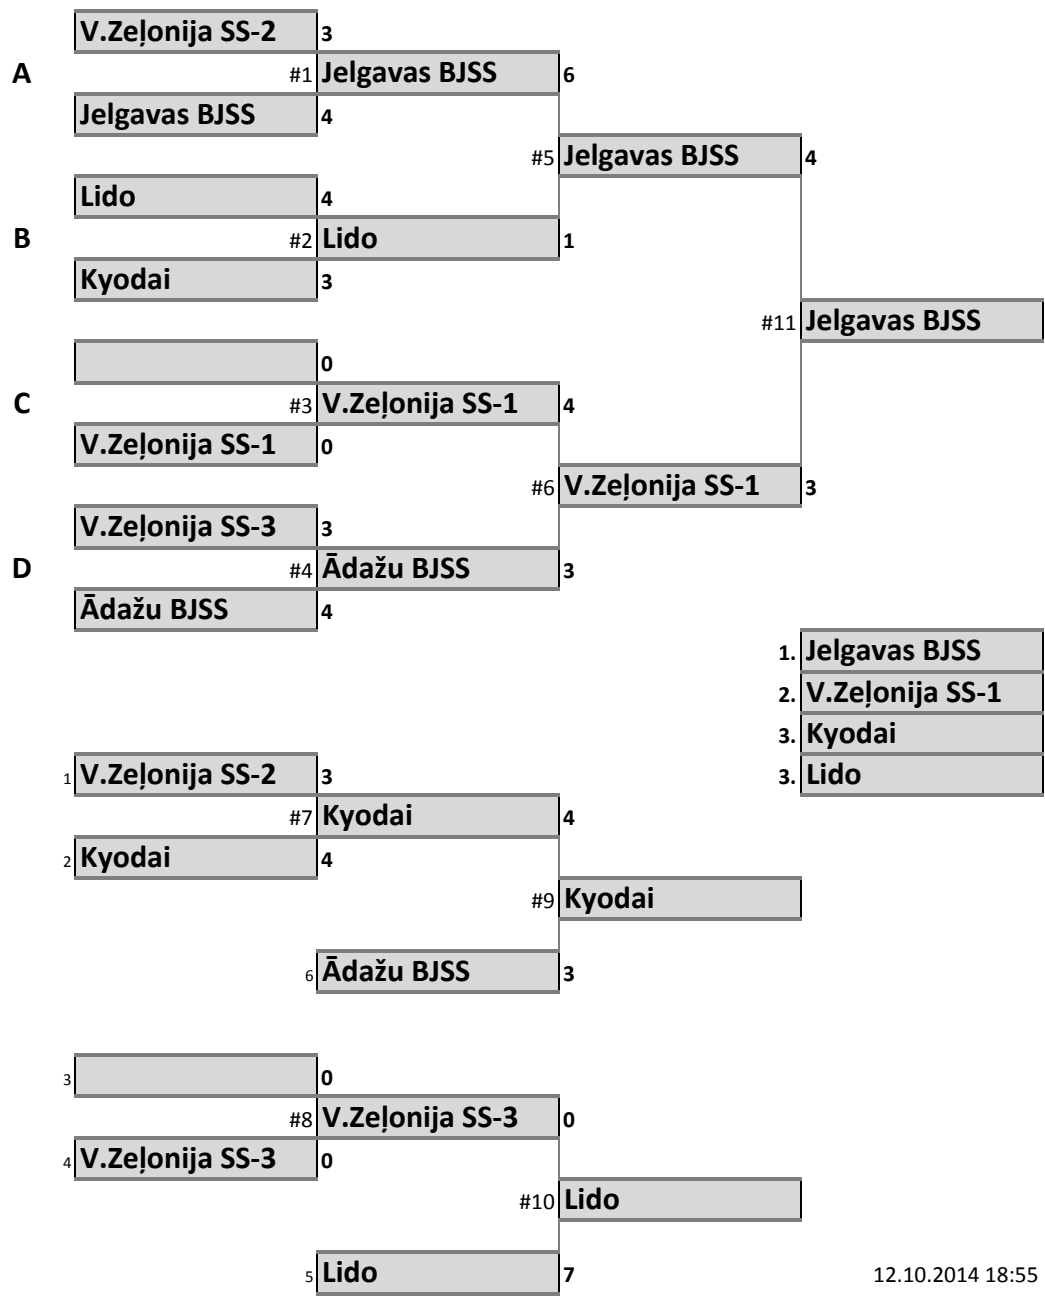 V.Zeļonija SS-2 3
A #1 Jelgavas BJSS 6
Jelgavas BJSS 4
#5 Jelgavas BJSS 4
Lido 4
B #2 Lido 1
Kyodai 3
#11 Jelgavas BJSS
0
C #3 V.Zeļonija SS-1 4
V.Zeļonija SS-1 0
#6 V.Zeļonija SS-1 3
V.Zeļonija SS-3 3
D #4 Ādažu BJSS 3
Ādažu BJSS 4
1. Jelgavas BJSS
2. V.Zeļonija SS-1
3. Kyodai
3. Lido
1 V.Zeļonija SS-2 3
#7 Kyodai 4
2 Kyodai 4
#9 Kyodai
6 Ādažu BJSS 3
3 0
#8 V.Zeļonija SS-3 0
4 V.Zeļonija SS-3 0
#10 Lido
5 Lido 7
12.10.2014 18:55